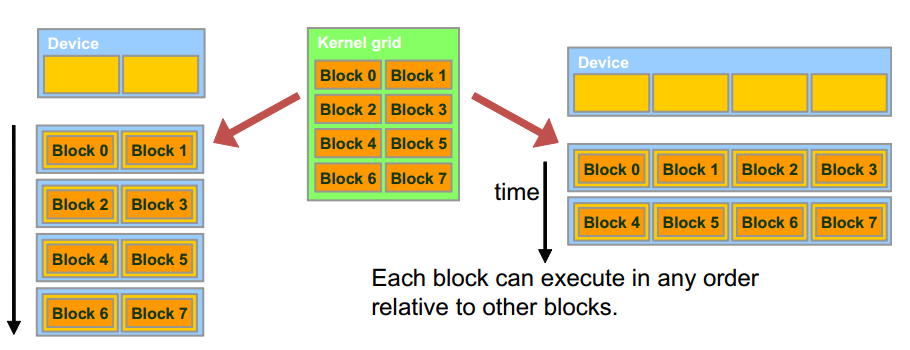 Device
Block 0 Block 1
Block 2 Block 3
Block 4 Block 5
Block 6 Block 7
Kernel grid
Block 0 Block 1
Block 2 Block 3
Block 4 Block 5
Block 6 Block 7
Device
Block 0 Block 1 Block 2 Block 3
Block 4 Block 5 Block 6 Block 7
time
Each block can execute in any order
relative to other blocks.